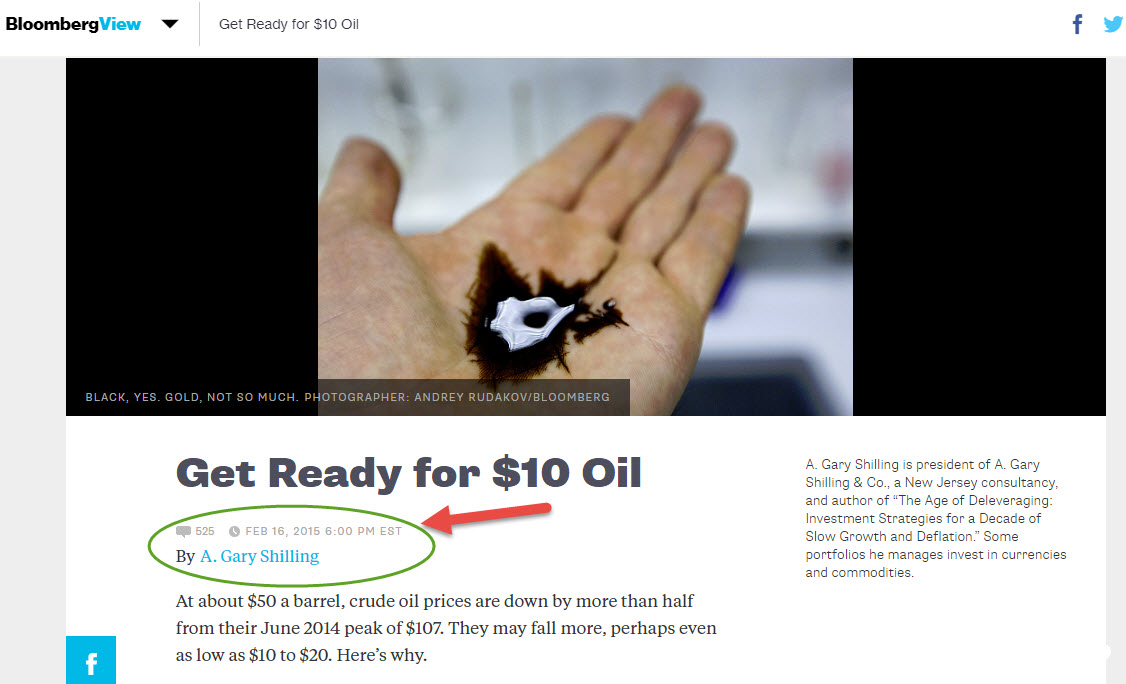 BloombergView
Get Ready for $10 Oil
BLACK, YES. GOLD, NOT SO MUCH. PHOTOGRAPHER: ANDREY RUDAKOV/BLOOMBERG
Get Ready for $10 Oil
525 FEB 16, 2015 6:00 PM EST
By A. Gary Shilling
At about $50 a barrel, crude oil prices are down by more than half
from their June 2014 peak of $107. They may fall more, perhaps even
as low as $10 to $20. Here’s why.
A. Gary Shilling is president of A. Gary
Shilling & Co., a New Jersey consultancy,
and author of “The Age of Deleveraging:
Investment Strategies for a Decade of
Slow Growth and Deflation.” Some
portfolios he manages invest in currencies
and commodities.